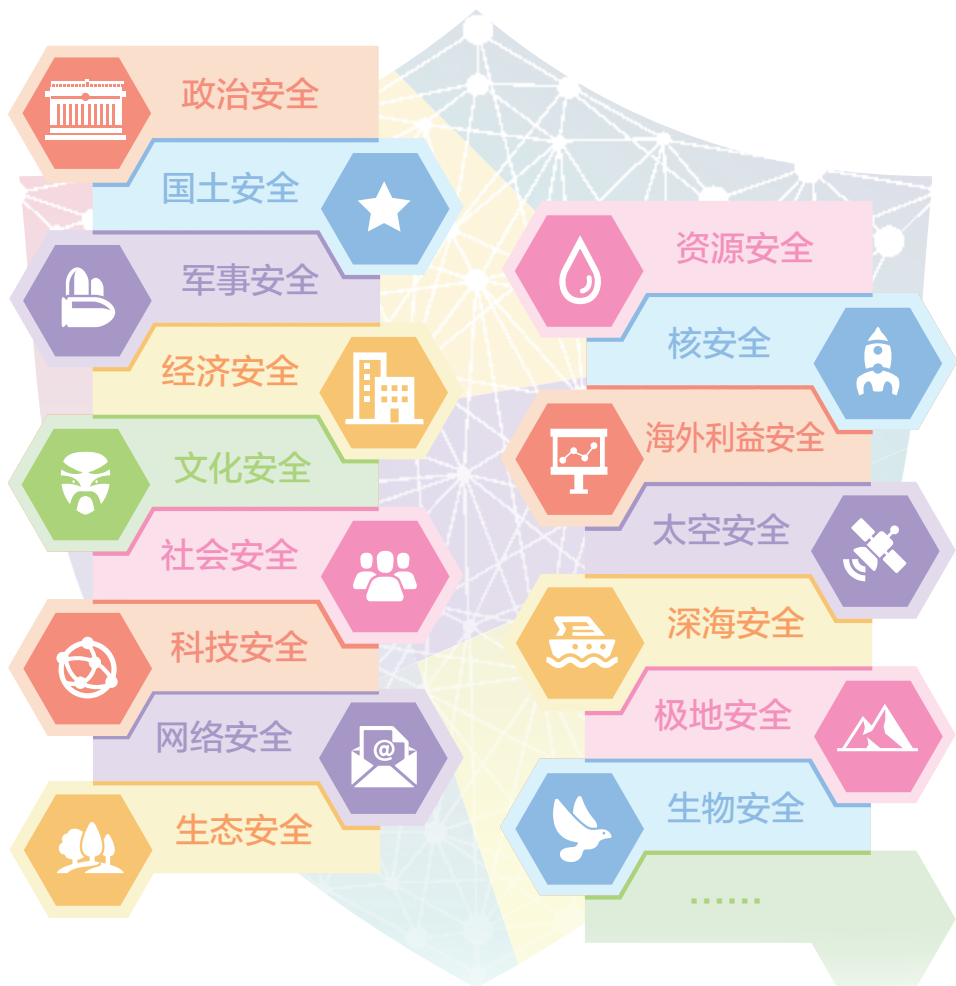 政治安全
国土安全
军事安全
经济安全
文化安全
社会安全
科技安全
网络安全
@
生态安全
资源安全
核安全
海外利益安全
太空安全
深海安全
极地安全
生物安全
……